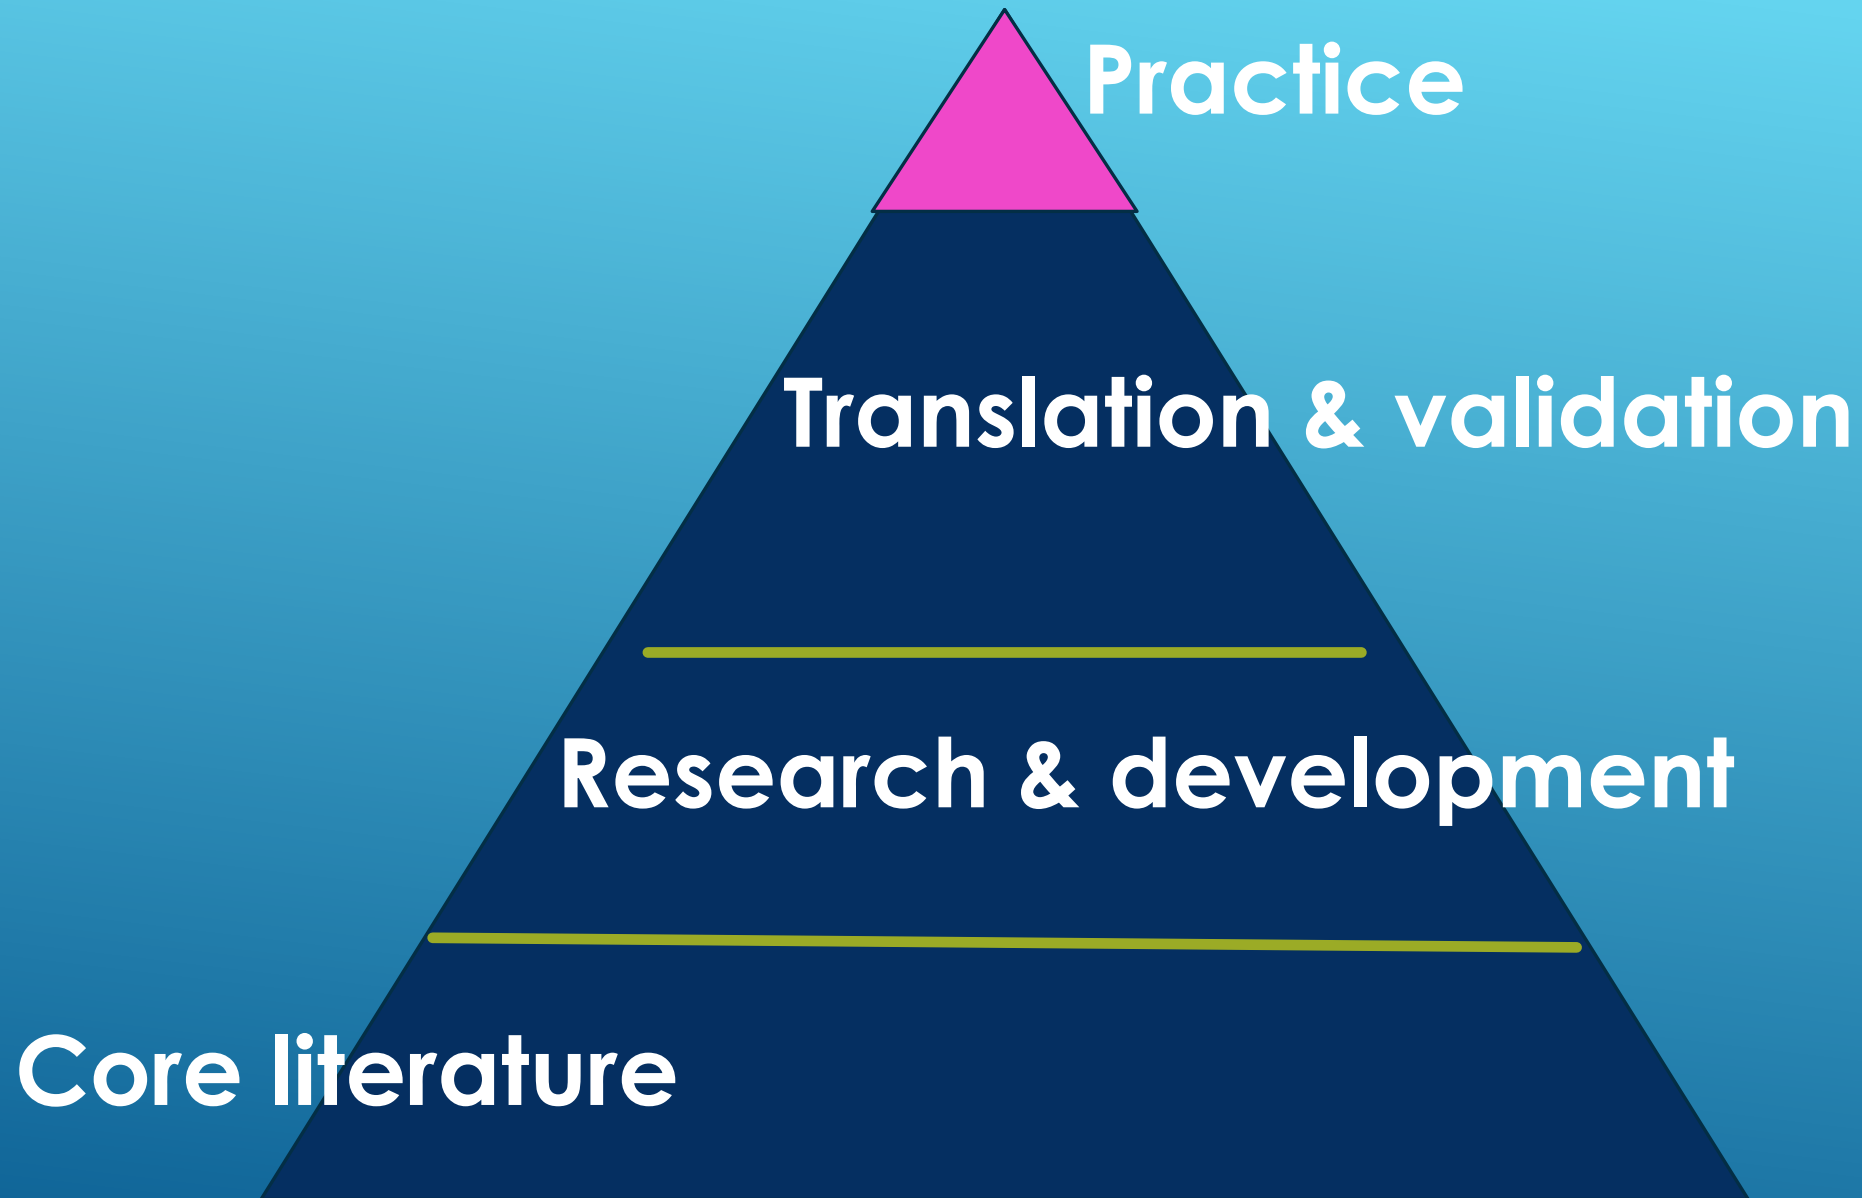 Practice
Translation & validation
Research & development
Core literature